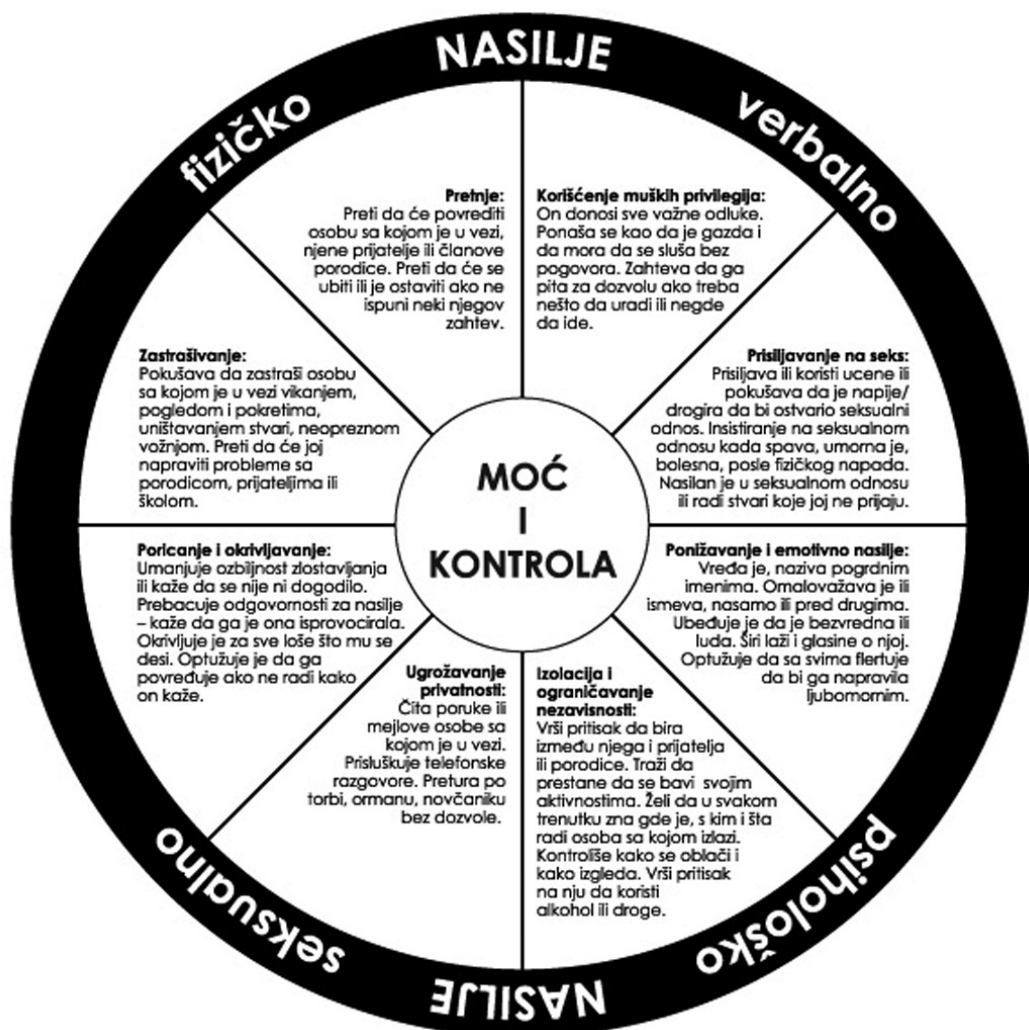 NASILJE
fizičko
verbalno
Pretnje:
Preti da će povrediti
osobu sa kojom je u vezi,
njene prijatelje ili članove
porodice. Preti da će se
ubiti ili je ostaviti ako ne
ispuni neki njegov
zahtev.
Korišćenje muških privilegija:
On donosi sve važne odluke.
Ponaša se kao da je gazda i
da mora da se sluša bez
pogovora. Zahteva da ga
pita za dozvolu ako treba
nešto da uradi ili negde
da ide.
Zastrašivanje:
Pokušava da zastraši osobu
sa kojom je u vezi vikanjem,
pogledom i pokretima,
uništavanjem stvari, neopreznom
vožnjom. Preti da će joj
napraviti probleme sa
porodicom, prijateljima ili
školom.
Prisiljavanje na seks:
Prisiljava ili koristi ucene ili
pokušava da je napije/
drogira da bi ostvario seksualni
odnos. Insistiranje na seksualnom
odnosu kada spava, umorna je,
bolesna, posle fizičkog napada.
Nasilan je u seksualnom odnosu
ili radi stvari koje joj ne prijaju.
MOĆ
I
KONTROLA
Poricanje i okrivljavanje:
Umanjuje ozbiljnost zlostavljanja
ili kaže da se nije ni dogodilo.
Prebacuje odgovornosti za nasilje
– kaže da ga je ona isprovocirala.
Okrivljuje je za sve loše što mu se
desi. Optužuje je da ga
povređuje ako ne radi kako
on kaže.
Ponižavanje i emotivno nasilje:
Vređa je, naziva pogrdnim
imenima. Omalovažava je ili
ismeva, nasamo ili pred drugima.
Ubeđuje je da je bezvredna ili
luda. Širi laži i glasine o njoj.
Optužuje da sa svima flertuje
da bi ga napravila
ljubomornim.
Ugrožavanje
privatnosti:
Čita poruke ili
mejlove osobe sa
kojom je u vezi.
Prisluškuje telefonske
razgovore. Pretura po
torbi, ormanu, novčaniku
bez dozvole.
Izolacija i
ograničavanje
nezavisnosti:
Vrši pritisak da bira
između njega i prijatelja
ili porodice. Traži da
prestane da se bavi svojim
aktivnostima. Želi da u svakom
trenutku zna gde je, s kim i šta
radi osoba sa kojom izlazi.
Kontroliše kako se oblači i
kako izgleda. Vrši pritisak
na nju da koristi
alkohol ili droge.
seksualno
psihološko
NASILJE